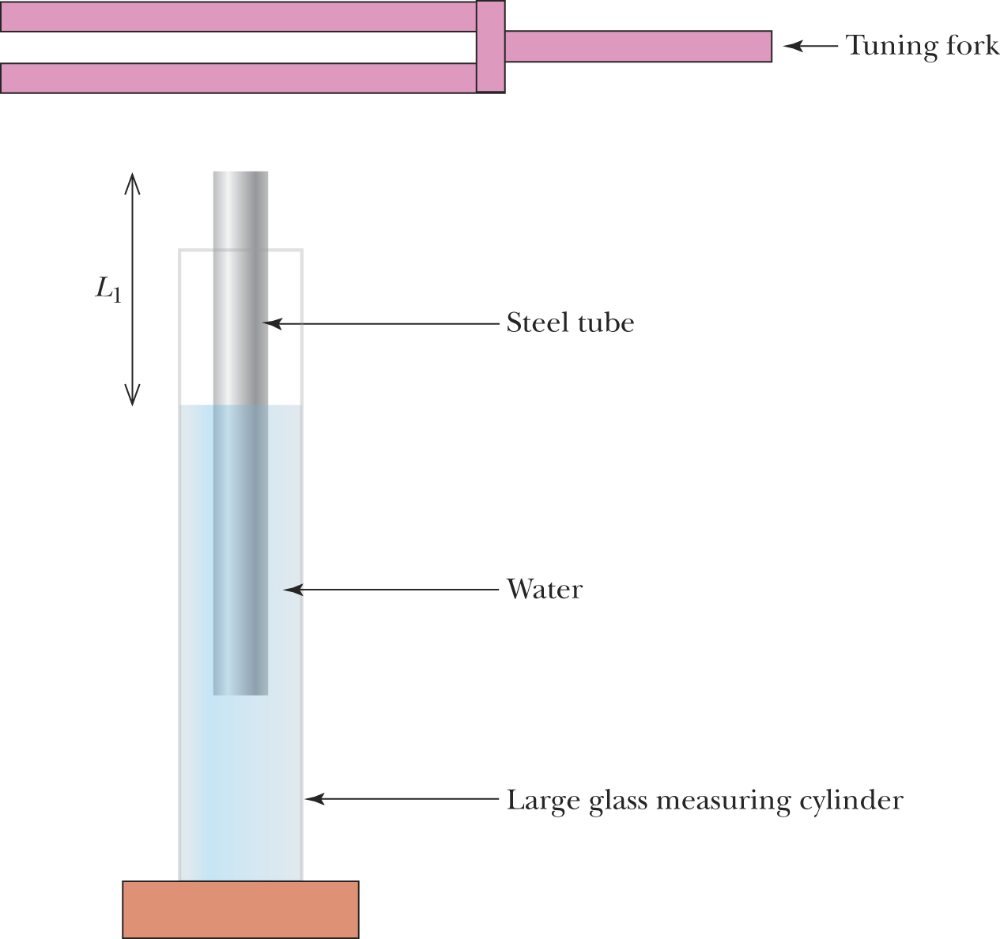 Tuning fork
L1
Steel tube
Water
Large glass measuring cylinder